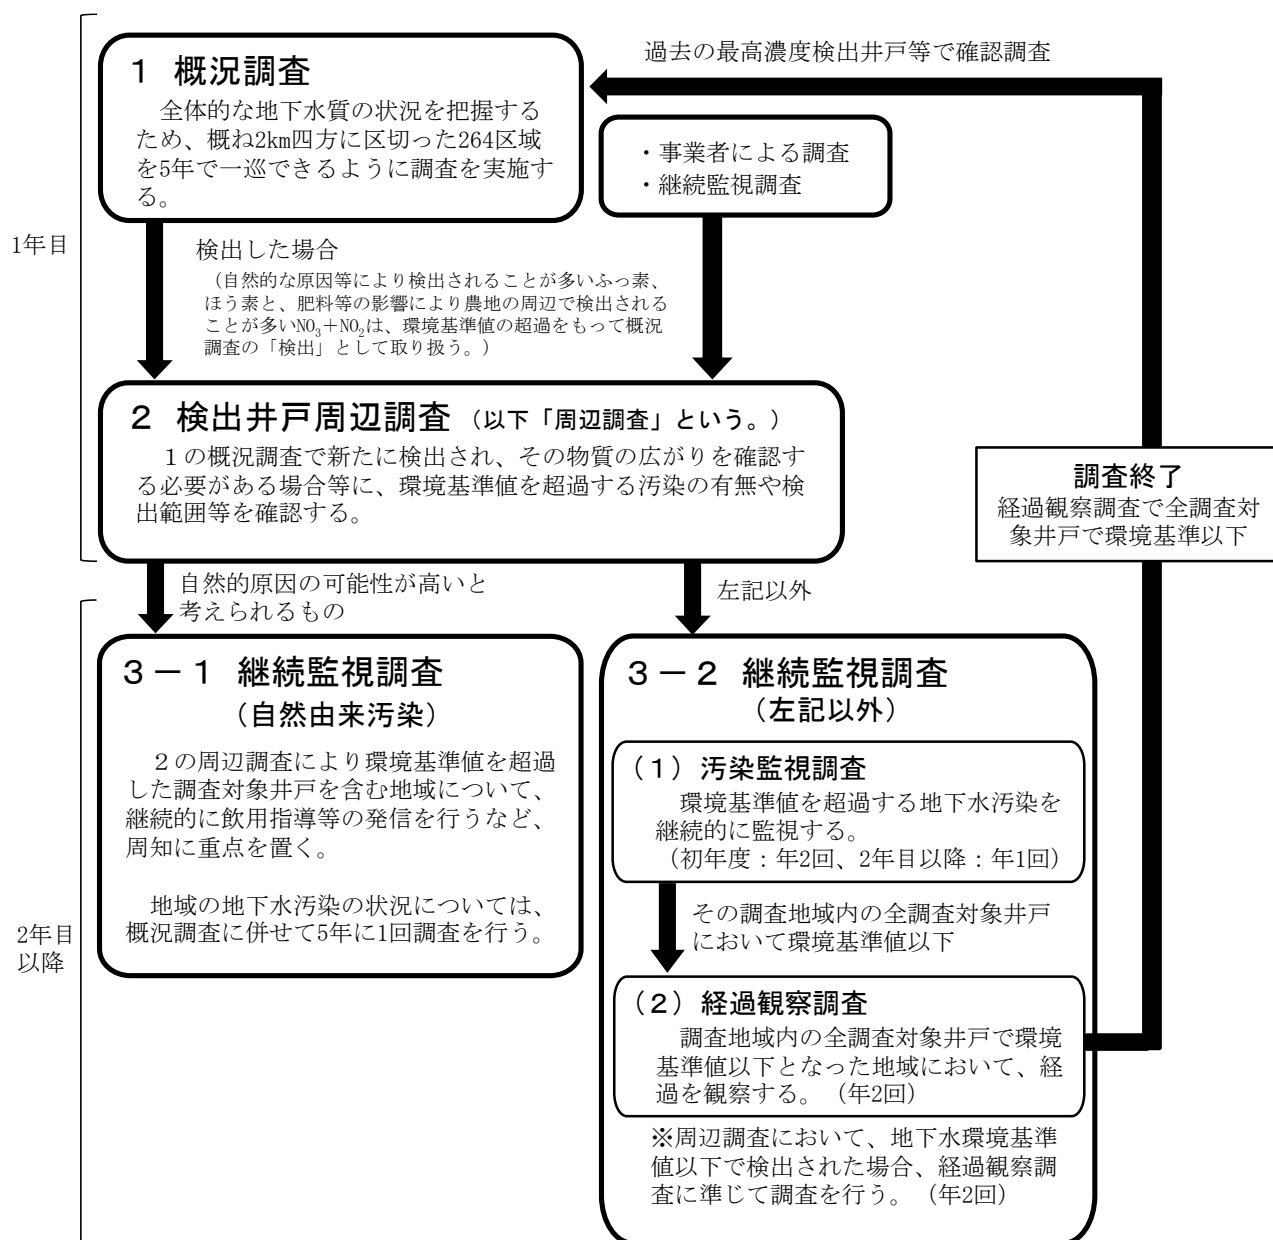 1年目
１ 概況調査
全体的な地下水質の状況を把握する
ため、概ね2km四方に区切った264区域
を5年で一巡できるように調査を実施す
る。
過去の最高濃度検出井戸等で確認調査
・事業者による調査
・継続監視調査
検出した場合
（自然的な原因等により検出されることが多いふっ素、
ほう素と、肥料等の影響により農地の周辺で検出される
ことが多いNO₃＋NO₂は、環境基準値の超過をもって概況
調査の「検出」として取り扱う。）
２ 検出井戸周辺調査（以下「周辺調査」という。）
１の概況調査で新たに検出され、その物質の広がりを確認す
る必要がある場合等に、環境基準値を超過する汚染の有無や検
出範囲等を確認する。
調査終了
経過観察調査で全調査対
象井戸で環境基準以下
自然的原因の可能性が高いと
考えられるもの
左記以外
2年目
以降
３－１ 継続監視調査
（自然由来汚染）
２の周辺調査により環境基準値を超過
した調査対象井戸を含む地域について、
継続的に飲用指導等の発信を行うなど、
周知に重点を置く。
地域の地下水汚染の状況については、
概況調査に併せて5年に1回調査を行う。
３－２ 継続監視調査
（左記以外）
（１）汚染監視調査
環境基準値を超過する地下水汚染を
継続的に監視する。
（初年度：年2回、2年目以降：年1回）
その調査地域内の全調査対象井戸
において環境基準値以下
（２）経過観察調査
調査地域内の全調査対象井戸で環境
基準値以下となった地域において、経
過を観察する。（年2回）
※周辺調査において、地下水環境基準
値以下で検出された場合、経過観察調
査に準じて調査を行う。（年2回）